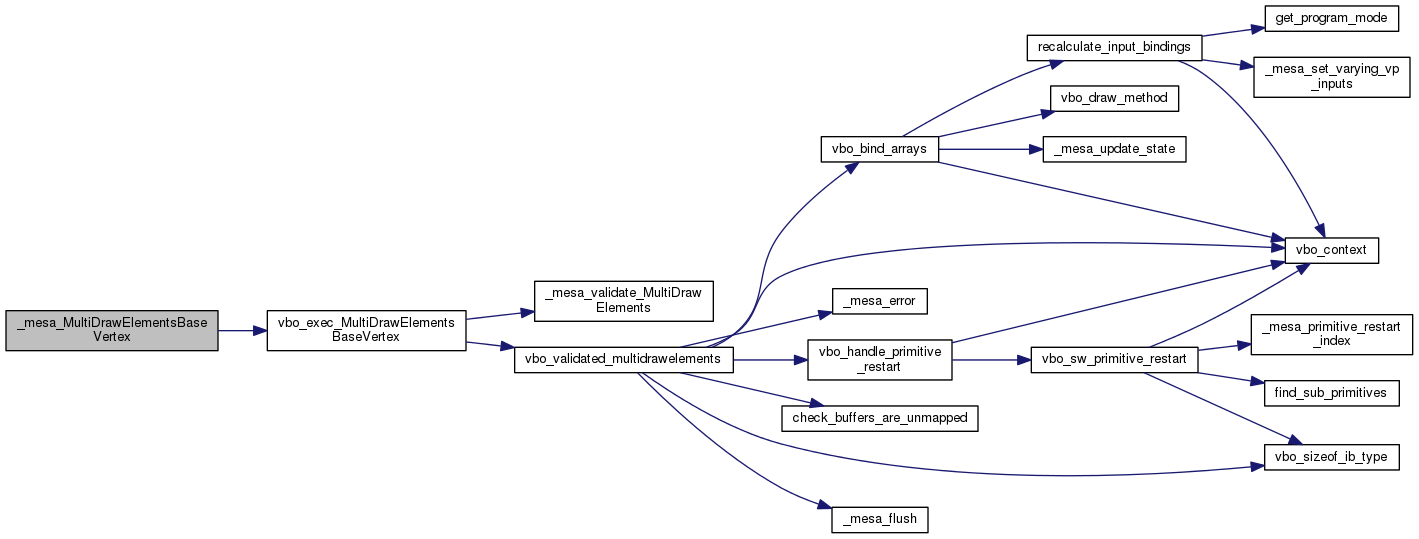 _mesa_MultiDrawElementsBase
Vertex
vbo_exec_MultiDrawElements
BaseVertex
_mesa_validate_MultiDraw
Elements
vbo_validated_multidrawelements
vbo_bind_arrays
_mesa_error
vbo_handle_primitive
_restart
check_buffers_are_unmapped
_mesa_flush
recalculate_input_bindings
vbo_draw_method
_mesa_update_state
vbo_sw_primitive_restart
get_program_mode
_mesa_set_varying_vp
_inputs
vbo_context
_mesa_primitive_restart
_index
find_sub_primitives
vbo_sizeof_ib_type